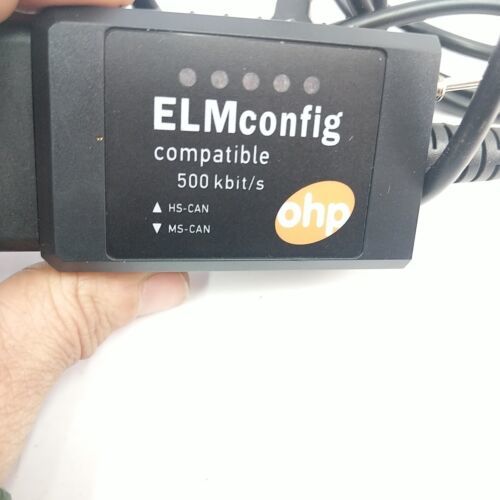 ELMconfig
compatible
500 kbit/s
▲ HS-CAN
▼ MS-CAN
ohp